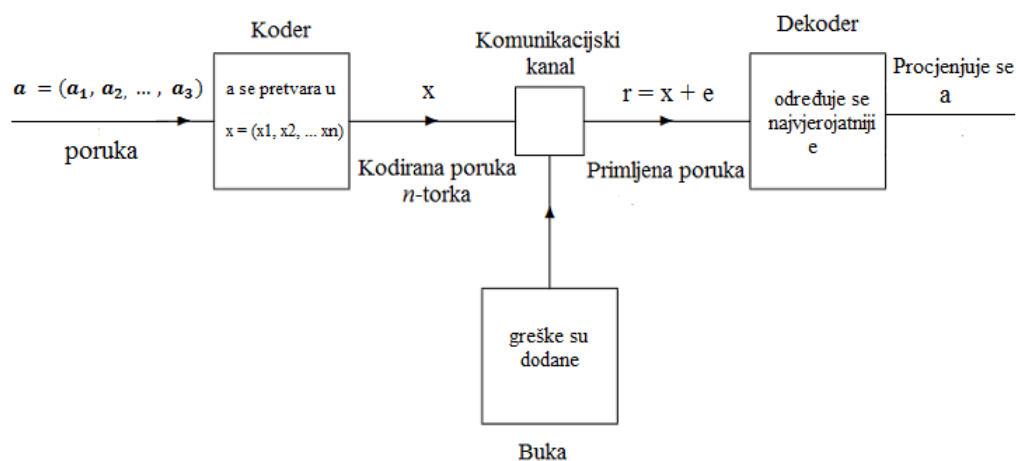 Koder
a = (a₁, a₂, ... , a₃)
poruka
a se pretvara u
x = (x1, x2, ... xn)
x
Kodirana poruka
n-torka
Komunikacijski
kanal
r = x + e
Primljena poruka
Dekoder
određuje se
najvjerojatniji
e
Procjenjuje se
a
greške su
dodane
Buka